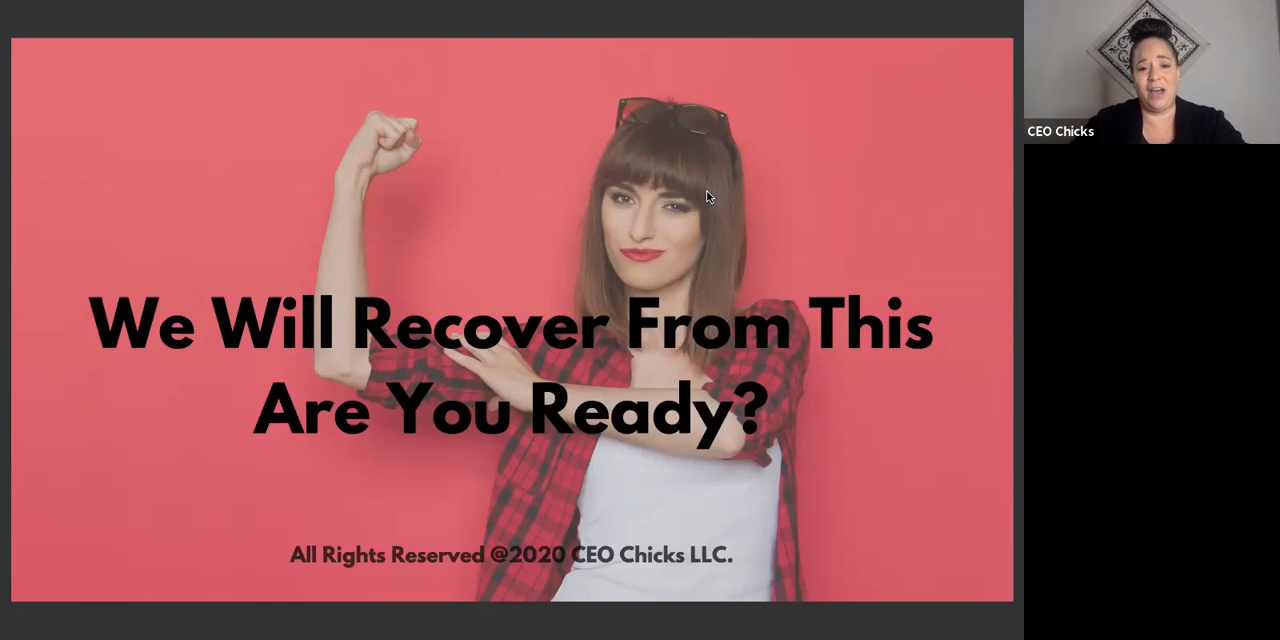 We Will Recover From This
Are You Ready?
All Rights Reserved @2020 CEO Chicks LLC.
CEO Chicks